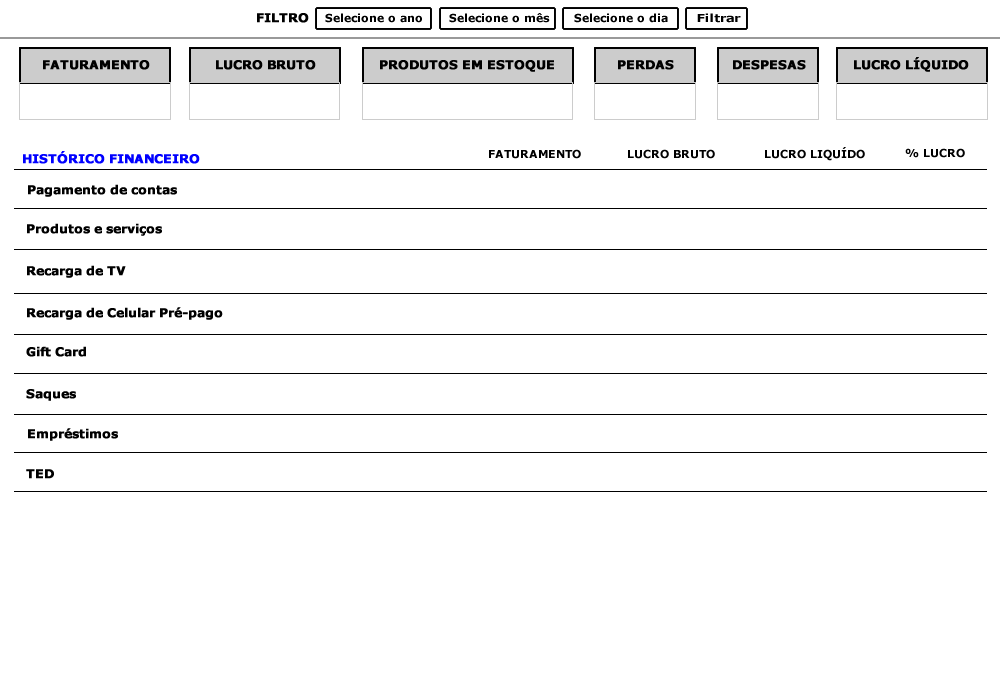 FILTRO Selecione o ano Selecione o mês Selecione o dia Filtrar
FATURAMENTO LUCRO BRUTO PRODUTOS EM ESTOQUE PERDAS DESPESAS LUCRO LÍQUIDO
HISTÓRICO FINANCEIRO FATURAMENTO LUCRO BRUTO LUCRO LIQUÍDO % LUCRO
Pagamento de contas
Produtos e serviços
Recarga de TV
Recarga de Celular Pré-pago
Gift Card
Saques
Empréstimos
TED